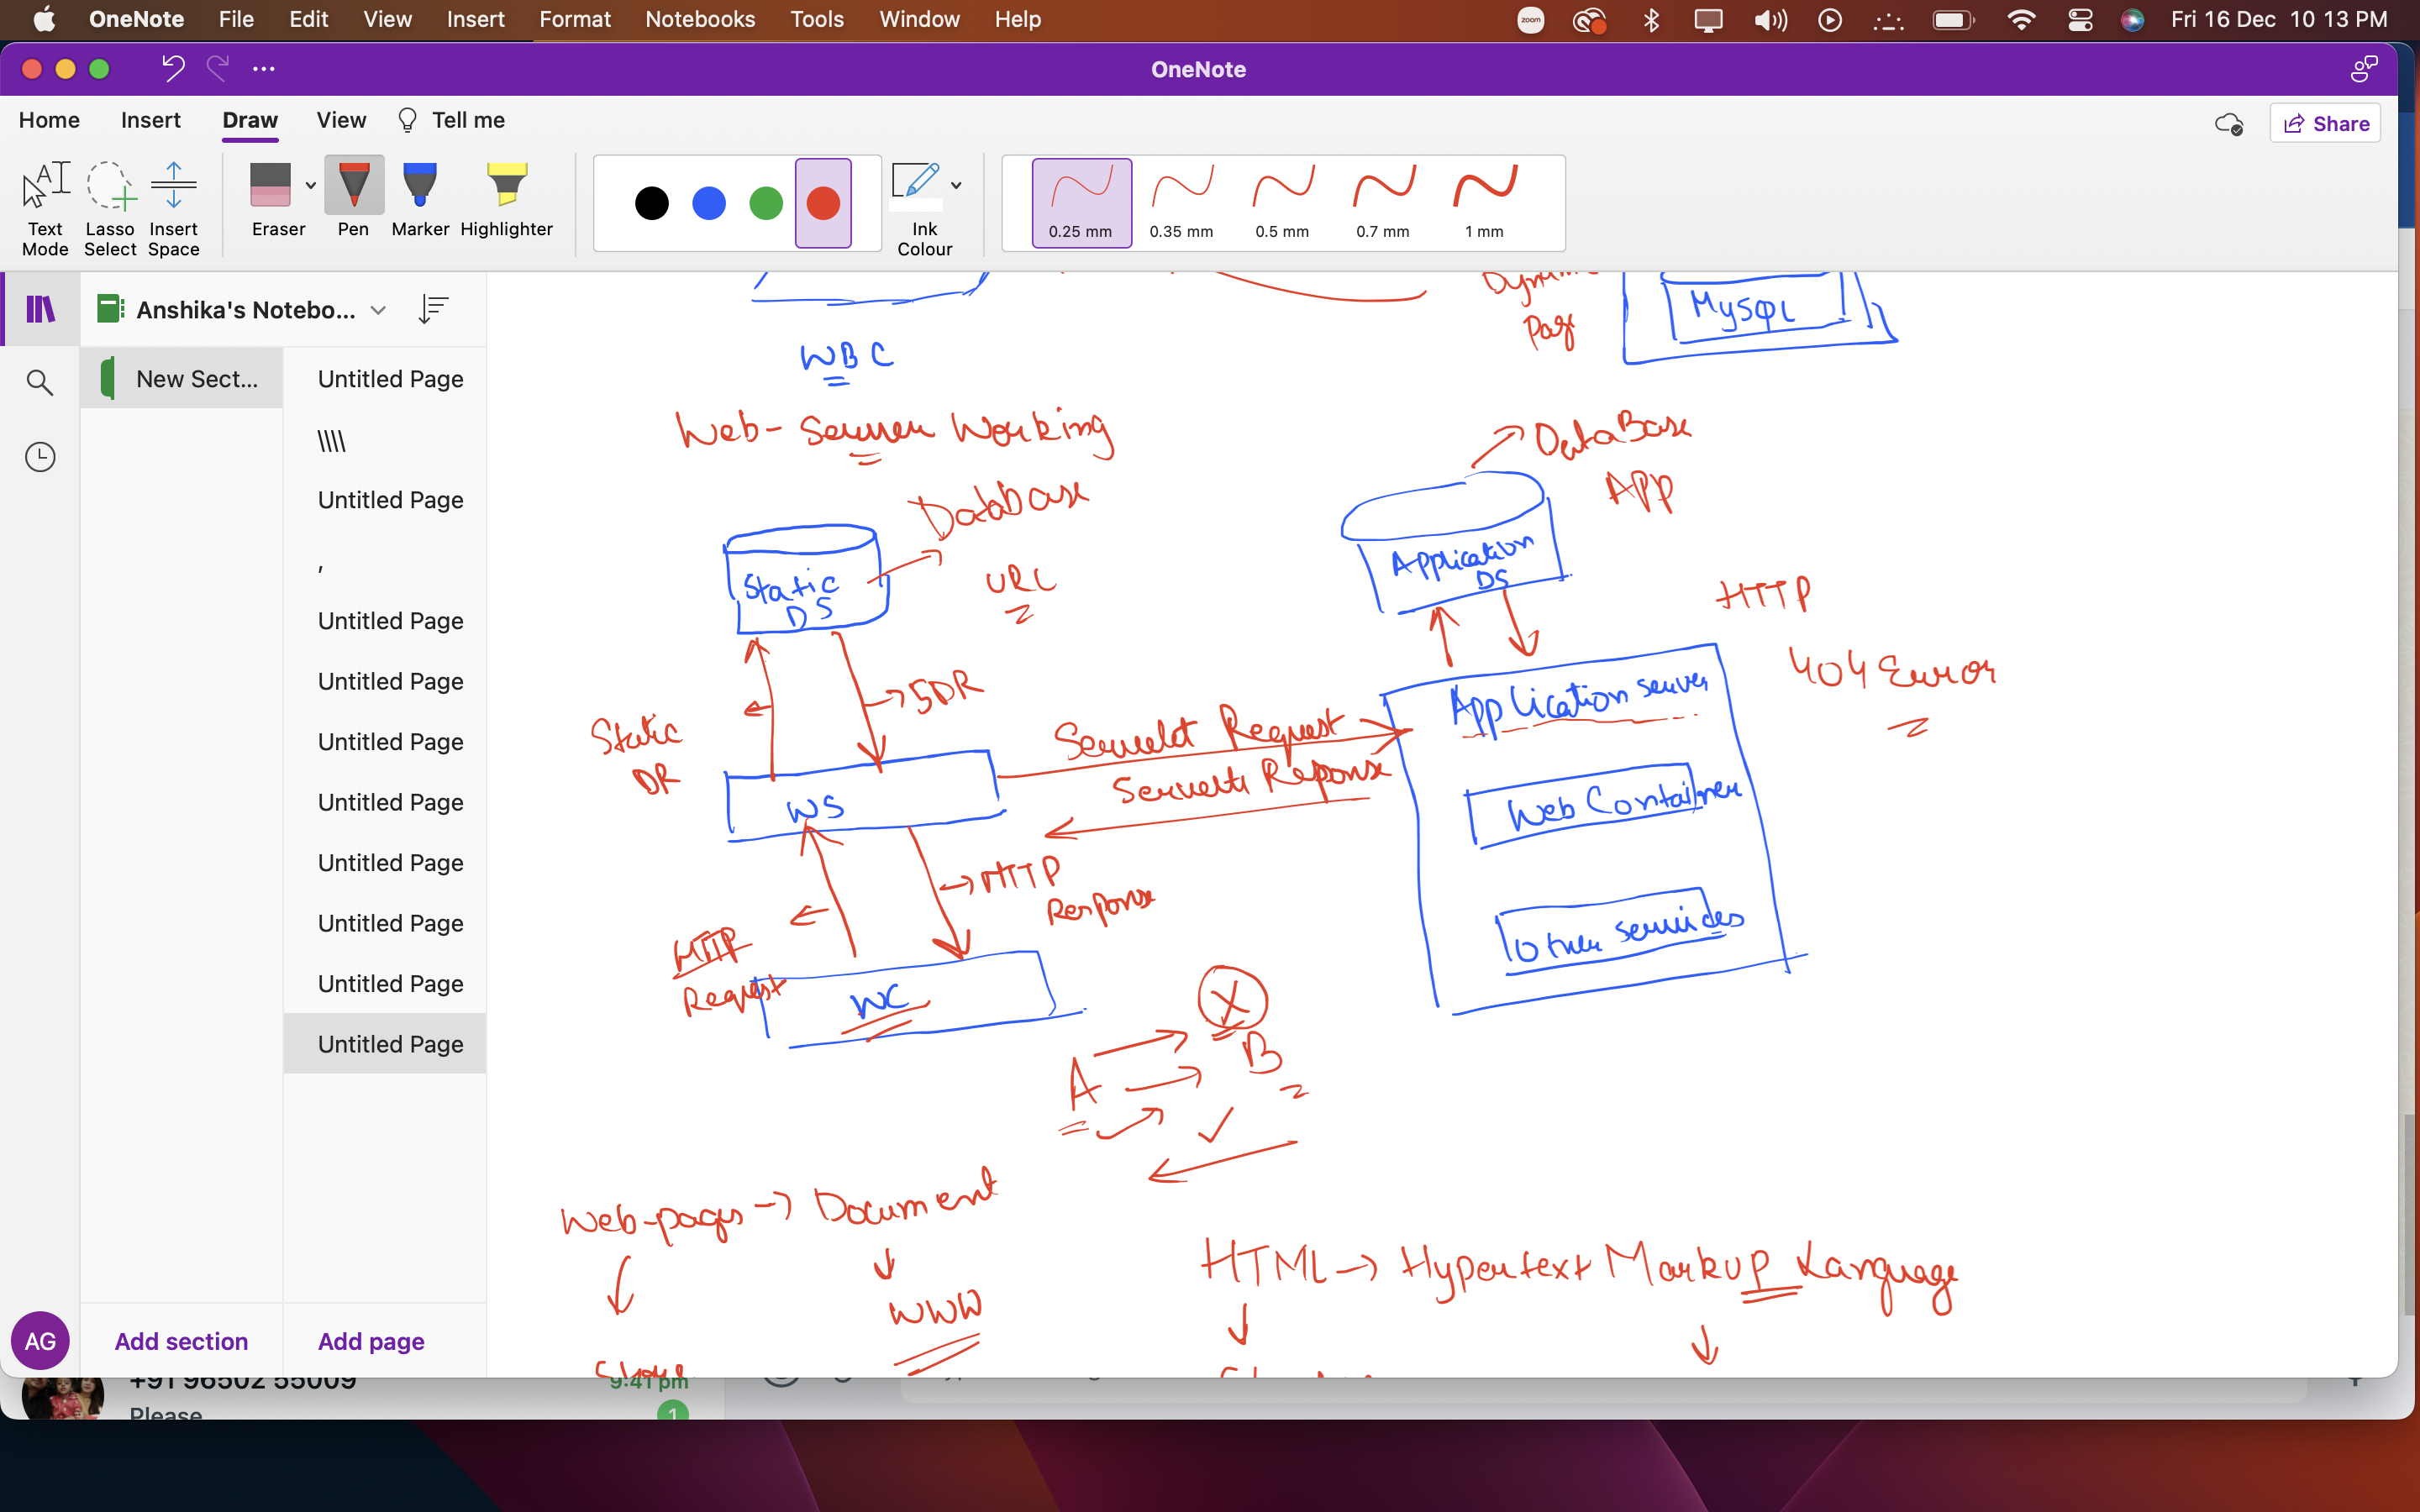 OneNote File Edit View Insert Format Notebooks Tools Window Help
zoom
Fri 16 Dec 10 13 PM
OneNote
Home Insert Draw View Tell me
Share
Text Mode
Lasso Select
Insert Space
Eraser
Pen
Marker
Highlighter
Ink Colour
0.25 mm
0.35 mm
0.5 mm
0.7 mm
1 mm
Anshika's Notebo...
New Sect...
Untitled Page
\\\\
Untitled Page
,
Untitled Page
Untitled Page
Untitled Page
Untitled Page
Untitled Page
Untitled Page
Untitled Page
Untitled Page
AG
Add section
Add page
Page
MySQL
WBC
Web-Server Working
Database
Static
DS
URL
DataBase
APP
Application
DS
HTTP
404 Error
Static
DR
SDR
WS
Servelet Request
Servelt Reponse
Application server
Web Container
Other services
HTTP
Response
HTTP
Request
WC
X
A
B
Web-pages → Document
WWW
HTML → Hypertext Markup Language
+91 96502 55009
9:41 pm
Please
1